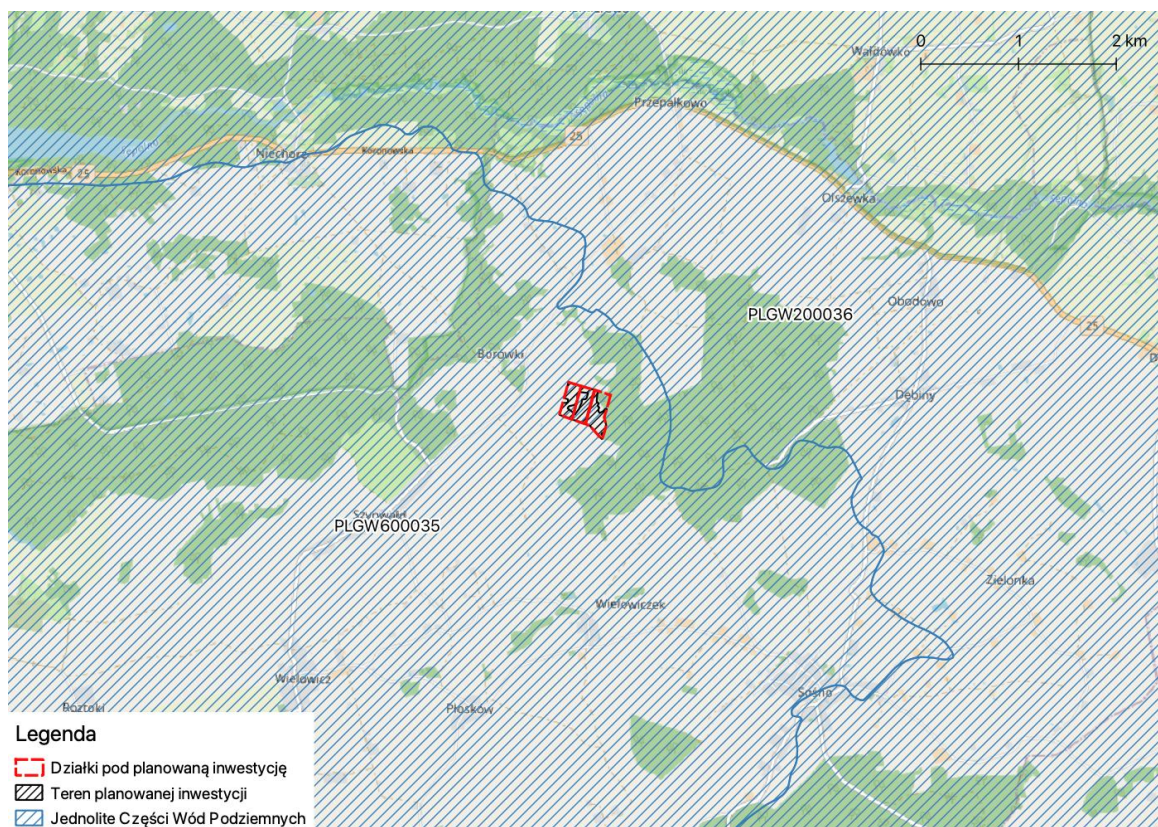 0 1 2 km
Wałdówko
Przepałkowo
25
Niechorz
Koronowska
Koronowska
25
Olszewka
Obodowo
PLGW200036
25
Borówki
Dębiny
PLGW600035
Zielonka
Wielowiczek
Wielowicz
Sośno
Roztoki
Płosków
Legenda
Działki pod planowaną inwestycję
Teren planowanej inwestycji
Jednolite Części Wód Podziemnych